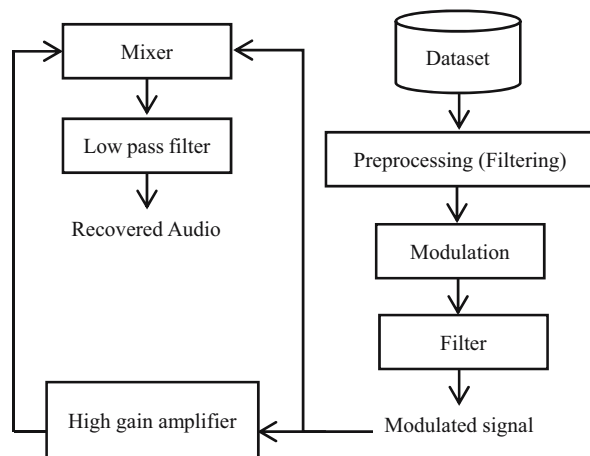 Mixer
Low pass filter
Recovered Audio
High gain amplifier
Dataset
Preprocessing (Filtering)
Modulation
Filter
Modulated signal